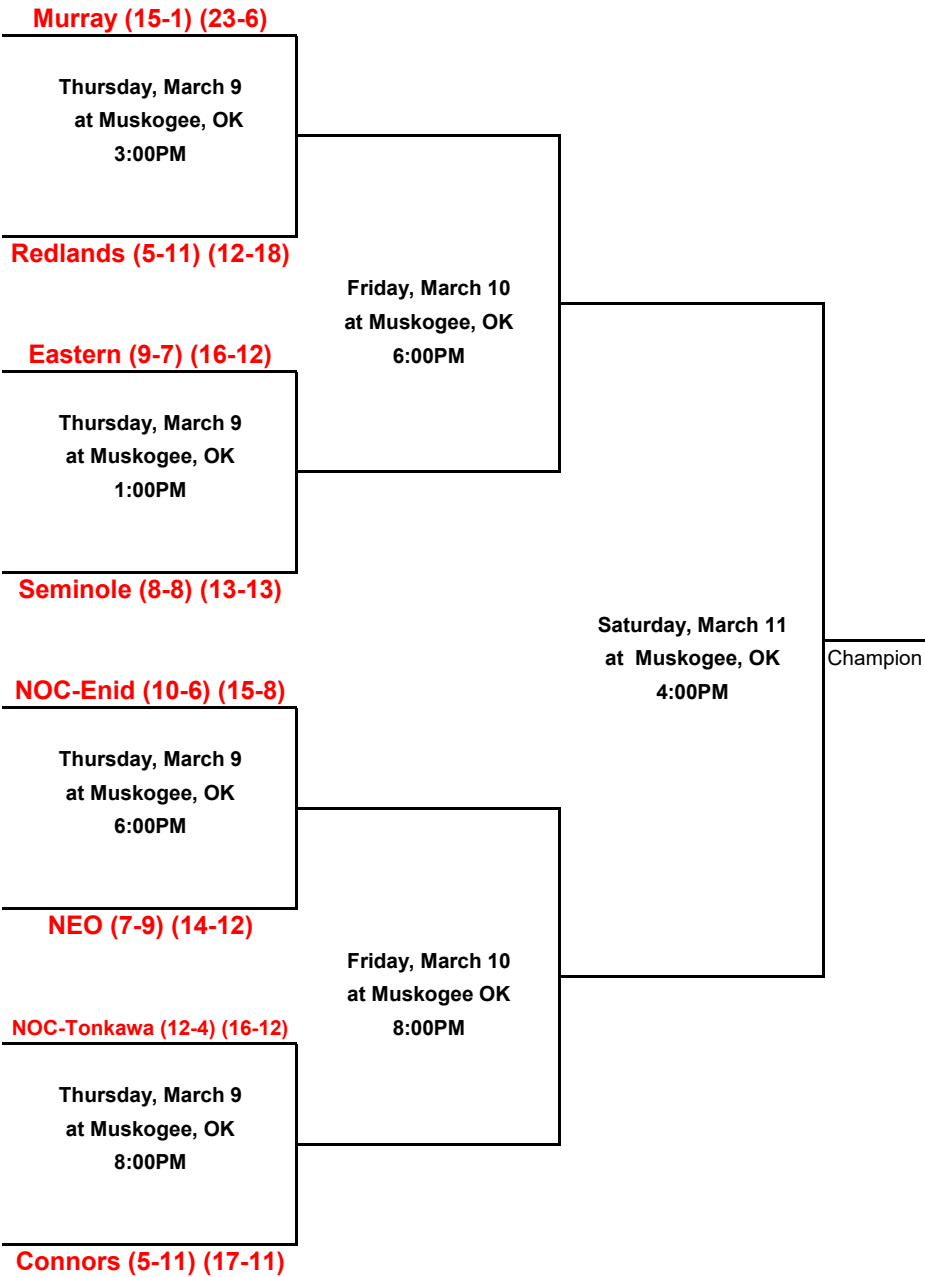 Murray (15-1) (23-6)
Thursday, March 9
at Muskogee, OK
3:00PM
Redlands (5-11) (12-18)
Friday, March 10
at Muskogee, OK
6:00PM
Eastern (9-7) (16-12)
Thursday, March 9
at Muskogee, OK
1:00PM
Seminole (8-8) (13-13)
Saturday, March 11
at Muskogee, OK
4:00PM
Champion
NOC-Enid (10-6) (15-8)
Thursday, March 9
at Muskogee, OK
6:00PM
NEO (7-9) (14-12)
Friday, March 10
at Muskogee OK
8:00PM
NOC-Tonkawa (12-4) (16-12)
Thursday, March 9
at Muskogee, OK
8:00PM
Connors (5-11) (17-11)